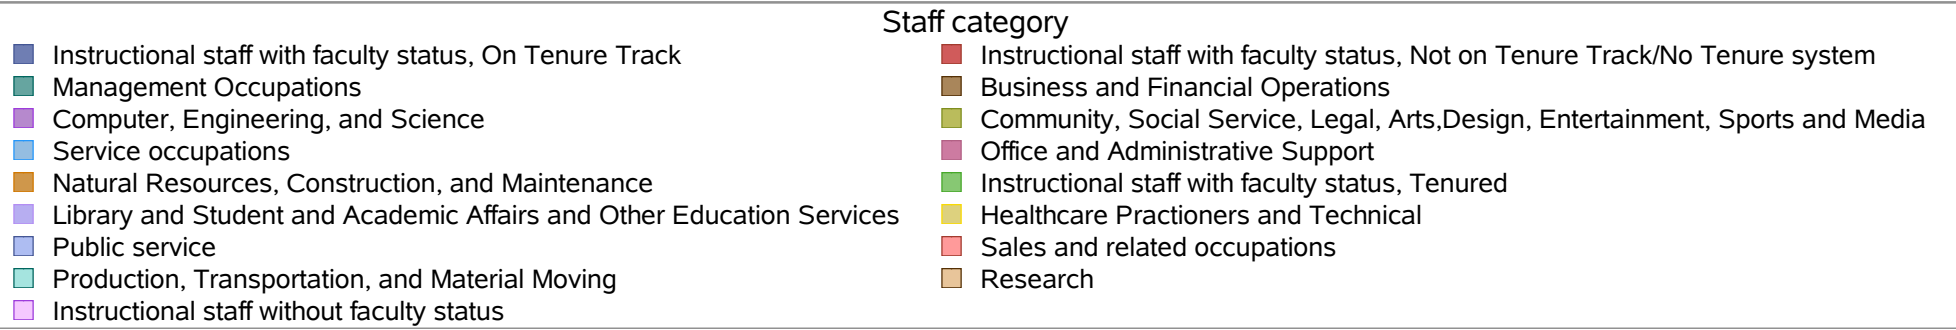 Staff category
Instructional staff with faculty status, On Tenure Track
Instructional staff with faculty status, Not on Tenure Track/No Tenure system
Management Occupations
Business and Financial Operations
Computer, Engineering, and Science
Community, Social Service, Legal, Arts,Design, Entertainment, Sports and Media
Service occupations
Office and Administrative Support
Natural Resources, Construction, and Maintenance
Instructional staff with faculty status, Tenured
Library and Student and Academic Affairs and Other Education Services
Healthcare Practioners and Technical
Public service
Sales and related occupations
Production, Transportation, and Material Moving
Research
Instructional staff without faculty status